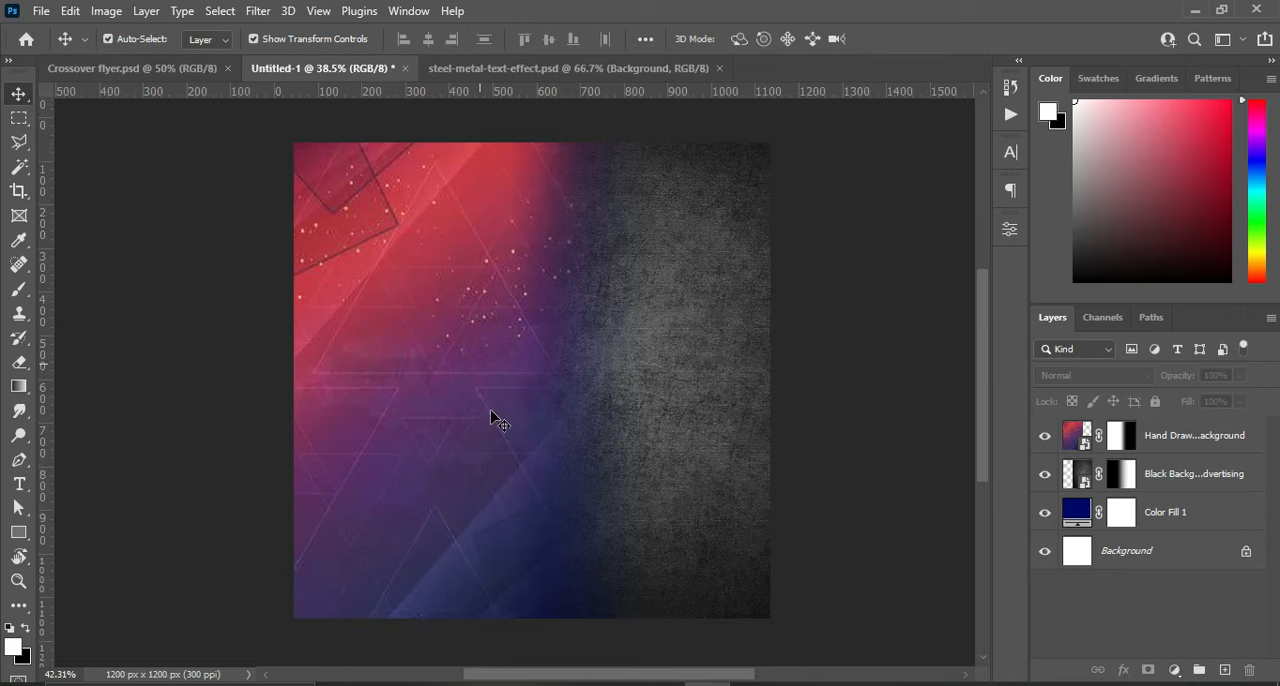 Ps File Edit Image Layer Type Select Filter 3D View Plugins Window Help
Auto-Select: Layer Show Transform Controls 3D Mode:
Crossover flyer.psd @ 50% (RGB/8) × Untitled-1 @ 38.5% (RGB/8) * × steel-metal-text-effect.psd @ 66.7% (Background, RGB/8) ×
500 400 300 200 100 0 100 200 300 400 500 600 700 800 900 1000 1100 1200 1300 1400 1500
Color Swatches Gradients Patterns
Layers Channels Paths
Kind
Normal Opacity: 100%
Lock: Fill: 100%
Hand Draw...ackground
Black Backg...dvertising
Color Fill 1
Background
42.31% 1200 px x 1200 px (300 ppi)